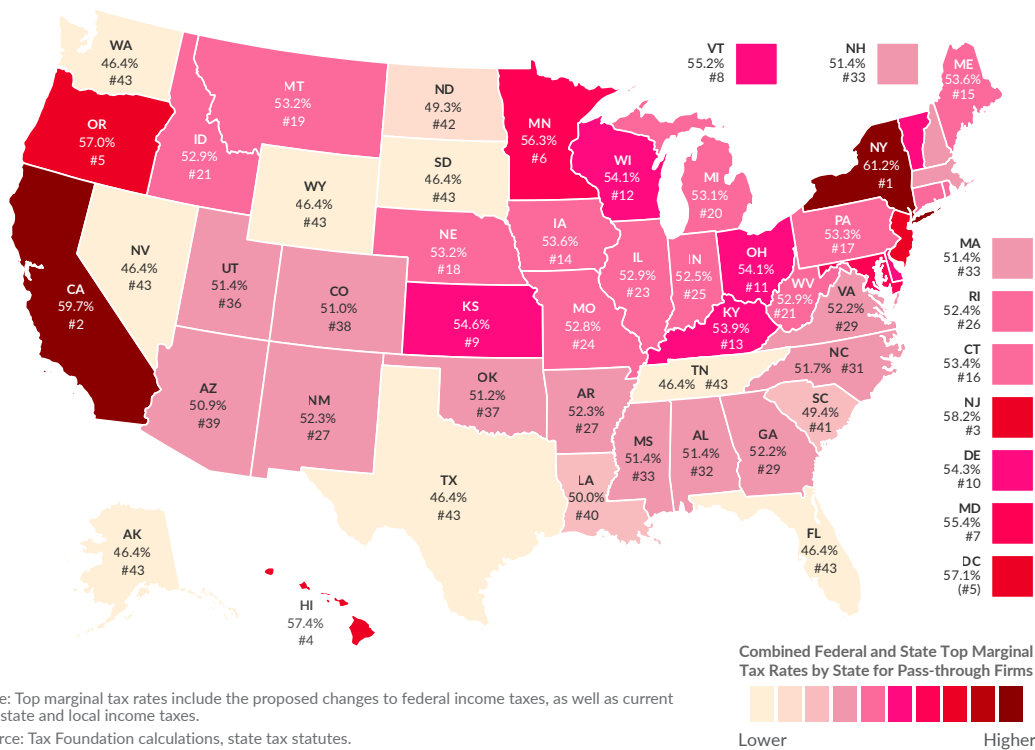 WA
46.4%
#43
MT
53.2%
#19
ND
49.3%
#42
MN
56.3%
#6
VT
55.2%
#8
NH
51.4%
#33
ME
53.6%
#15
OR
57.0%
#5
ID
52.9%
#21
WY
46.4%
#43
SD
46.4%
#43
WI
54.1%
#12
MI
53.1%
#20
NY
61.2%
#1
NV
46.4%
#43
UT
51.4%
#36
CO
51.0%
#38
NE
53.2%
#18
IA
53.6%
#14
IL
52.9%
#23
IN
52.5%
#25
OH
54.1%
#11
PA
53.3%
#17
WV
52.9%
#21
VA
52.2%
#29
CA
59.7%
#2
KS
54.6%
#9
MO
52.8%
#24
KY
53.9%
#13
NC
51.7% #31
TN
46.4% #43
AZ
50.9%
#39
NM
52.3%
#27
OK
51.2%
#37
AR
52.3%
#27
SC
49.4%
#41
MS
51.4%
#33
AL
51.4%
#32
GA
52.2%
#29
TX
46.4%
#43
LA
50.0%
#40
FL
46.4%
#43
AK
46.4%
#43
HI
57.4%
#4
MA
51.4%
#33
RI
52.4%
#26
CT
53.4%
#16
NJ
58.2%
#3
DE
54.3%
#10
MD
55.4%
#7
DC
57.1%
(#5)
Combined Federal and State Top Marginal
Tax Rates by State for Pass-through Firms
Lower Higher
e: Top marginal tax rates include the proposed changes to federal income taxes, as well as current
state and local income taxes.
rce: Tax Foundation calculations, state tax statutes.